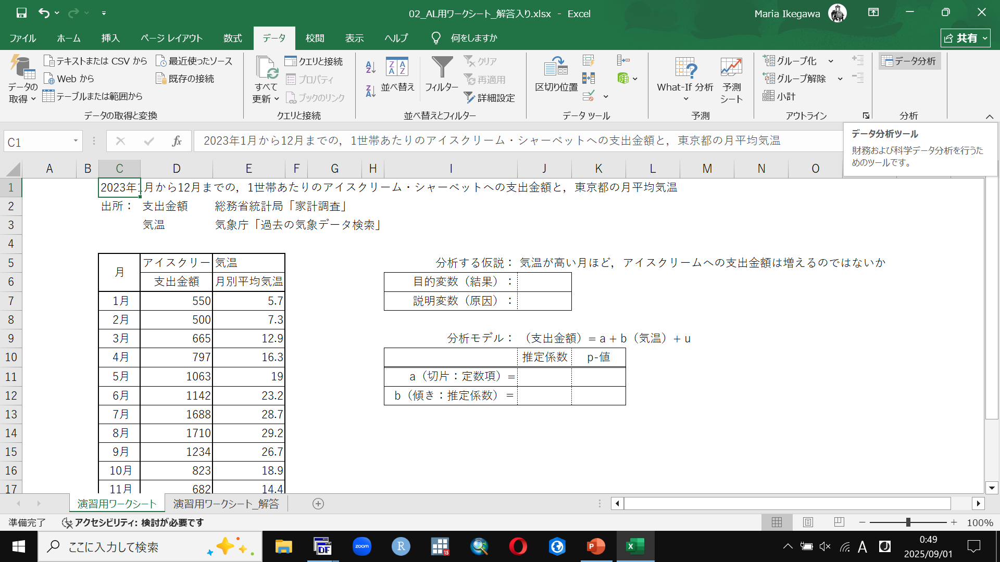 02_AL用ワークシート_解答入り.xlsx - Excel
Maria Ikegawa
ファイル ホーム 挿入 ページ レイアウト 数式 データ 校閲 表示 ヘルプ 何をしますか 共有
データの取得
テキストまたは CSV から
Web から
テーブルまたは範囲から
最近使ったソース
既存の接続
データの取得と変換
すべて更新
クエリと接続
プロパティ
ブックのリンク
クエリと接続
並べ替え
フィルター
クリア
再適用
詳細設定
並べ替えとフィルター
区切り位置
データ ツール
What-If 分析
予測シート
予測
グループ化
グループ解除
小計
アウトライン
データ分析
分析
C1
fx
2023年1月から12月までの，1世帯あたりのアイスクリーム・シャーベットへの支出金額と，東京都の月平均気温
データ分析ツール
財務および科学データ分析を行うた
めのツールです。
A B C D E F G H I J K L M N O
1 2023年1月から12月までの，1世帯あたりのアイスクリーム・シャーベットへの支出金額と，東京都の月平均気温
2 出所： 支出金額 総務省統計局「家計調査」
3 気温 気象庁「過去の気象データ検索」
4
5 月 アイスクリー 気温 分析する仮説： 気温が高い月ほど，アイスクリームへの支出金額は増えるのではないか
6 支出金額 月別平均気温 目的変数（結果）：
7 1月 550 5.7 説明変数（原因）：
8 2月 500 7.3
9 3月 665 12.9 分析モデル： （支出金額）= a + b（気温）+ u
10 4月 797 16.3 推定係数 p-値
11 5月 1063 19 a（切片：定数項）=
12 6月 1142 23.2 b（傾き：推定係数）=
13 7月 1688 28.7
14 8月 1710 29.2
15 9月 1234 26.7
16 10月 823 18.9
17 11月 682 14.4
演習用ワークシート 演習用ワークシート_解答
準備完了 アクセシビリティ: 検討が必要です 100%
ここに入力して検索
DF
zoom
R
15
P
X
A
J
0:49
2025/09/01